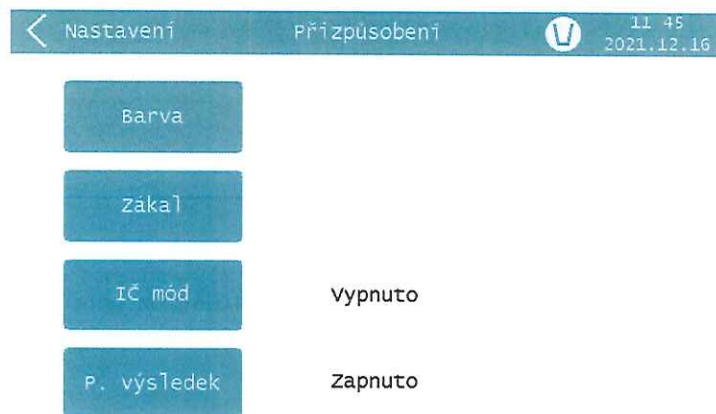 Nastavení Přizpůsobení 11 45
2021.12.16
Barva
Zákal
IČ mód Vypnuto
P. výsledek Zapnuto